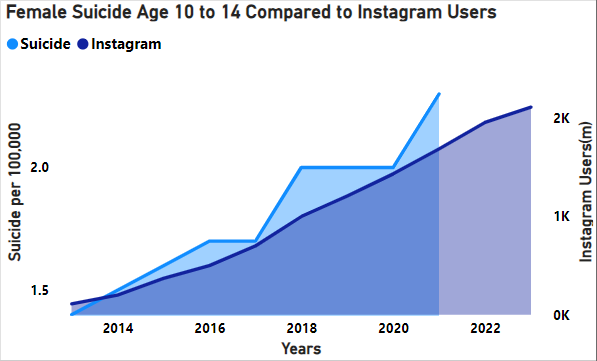 Female Suicide Age 10 to 14 Compared to Instagram Users
Suicide Instagram
Suicide per 100,000
2.0
1.5
2K
1K
0K
Instagram Users(m)
2014 2016 2018 2020 2022
Years